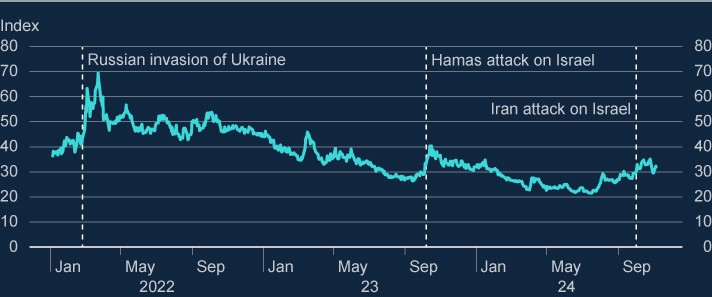 Index
80 80
70 Russian invasion of Ukraine Hamas attack on Israel 70
60 Iran attack on Israel 60
50 50
40 40
30 30
20 20
10 10
0 0
Jan May Sep Jan May Sep Jan May Sep
2022 23 24